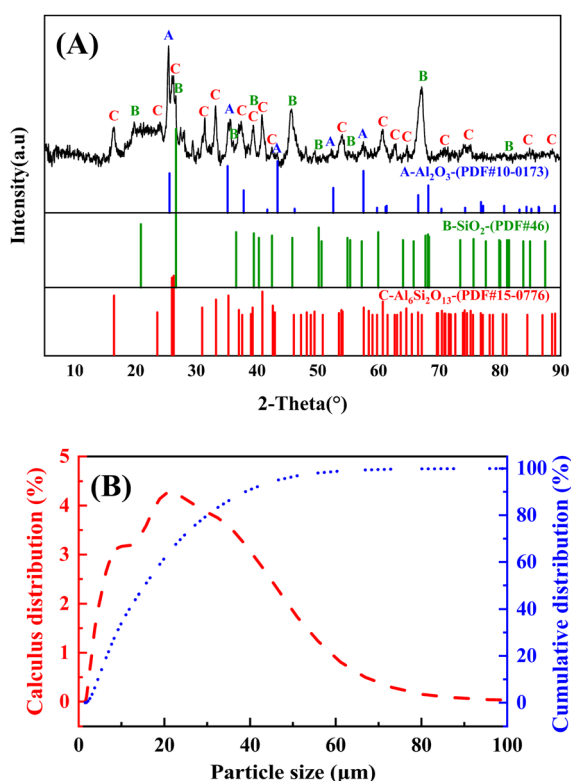 (A)
A
C
B
C
B
C
C
A
B
C
B
C
C
A
B
B
A
C
B
A
C
C
C
B
C
C
B
C
C
A-Al₂O₃-(PDF#10-0173)
B-SiO₂-(PDF#46)
C-Al₆Si₂O₁₃-(PDF#15-0776)
Intensity(a.u)
10 20 30 40 50 60 70 80 90
2-Theta(°)
(B)
5
4
3
2
1
0
Calculus distribution (%)
100
80
60
40
20
0
Cumulative distribution (%)
0 20 40 60 80 100
Particle size (μm)